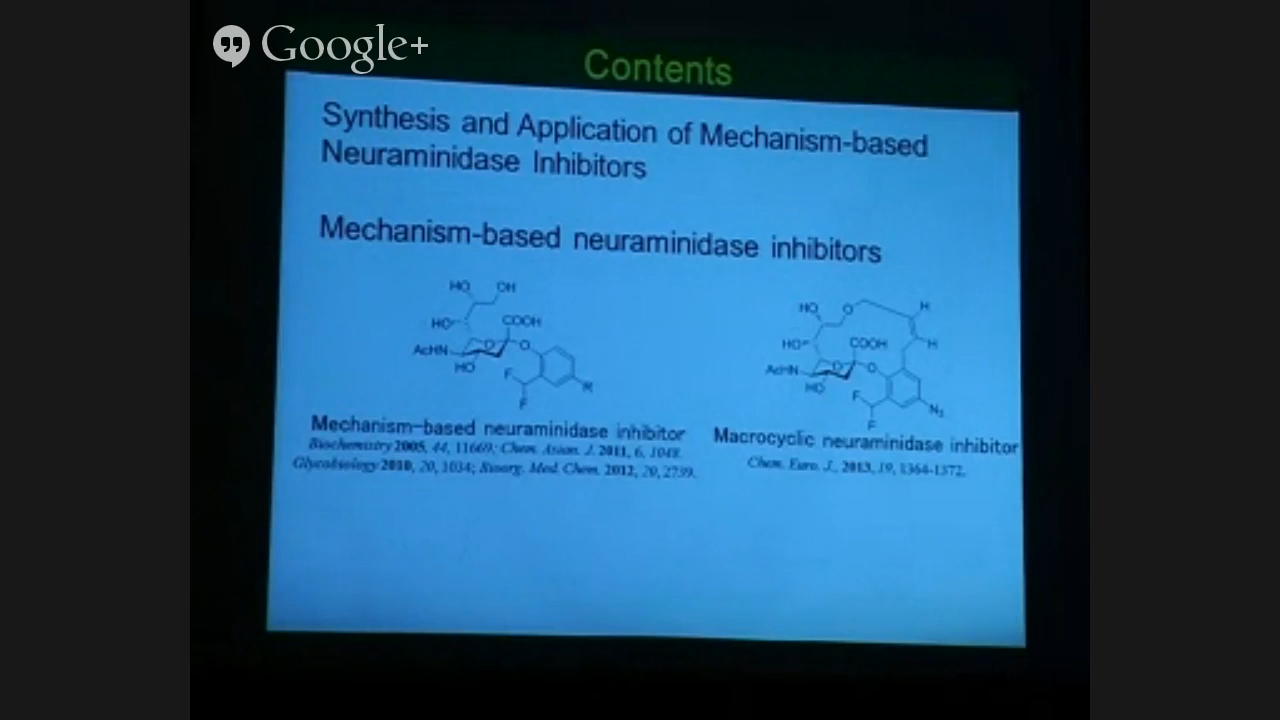 Google+
Contents
Synthesis and Application of Mechanism-based
Neuraminidase Inhibitors
Mechanism-based neuraminidase inhibitors
HO OH
HO
COOH
AcHN
O
O
HO
F
R
F
HO
O
H
HO
COOH
H
AcHN
O
O
HO
F
N3
F
Mechanism-based neuraminidase inhibitor
Biochemistry 2005, 44, 11669; Chem. Asian. J. 2011, 6, 1048.
Glycobiology 2010, 20, 1034; Bioorg. Med. Chem. 2012, 20, 2739.
Macrocyclic neuraminidase inhibitor
Chem. Euro. J., 2013, 19, 1364-1372.